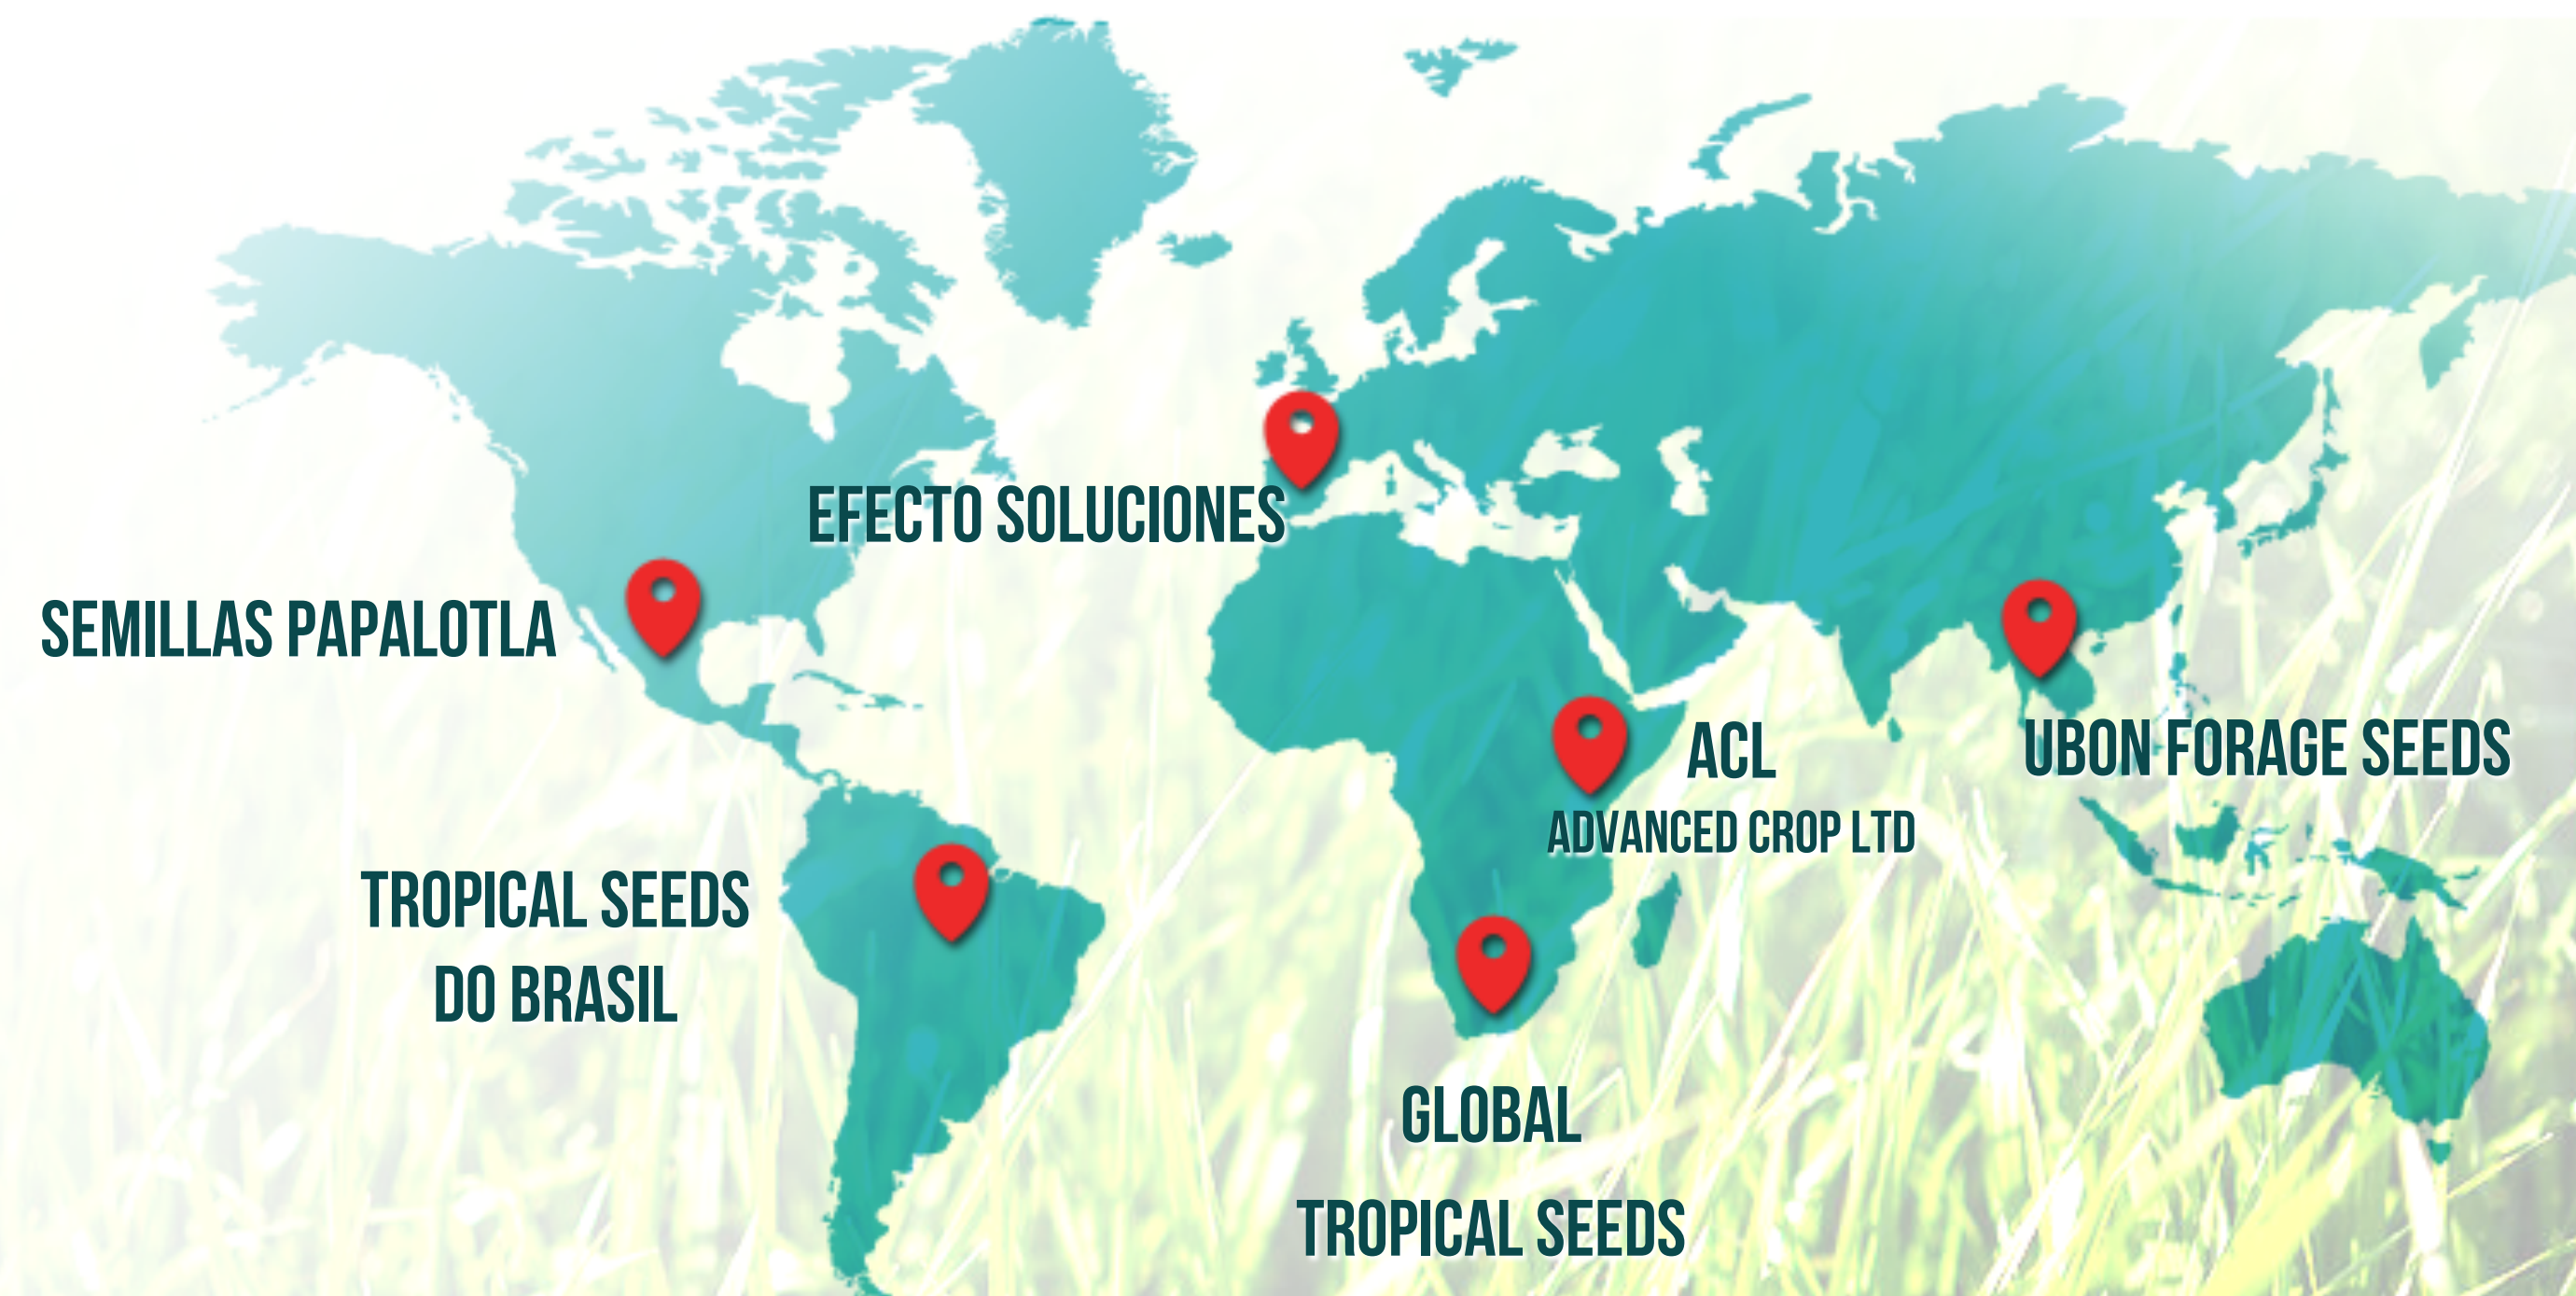 EFECTO SOLUCIONES
SEMILLAS PAPALOTLA
ACL
ADVANCED CROP LTD
UBON FORAGE SEEDS
TROPICAL SEEDS
DO BRASIL
GLOBAL
TROPICAL SEEDS